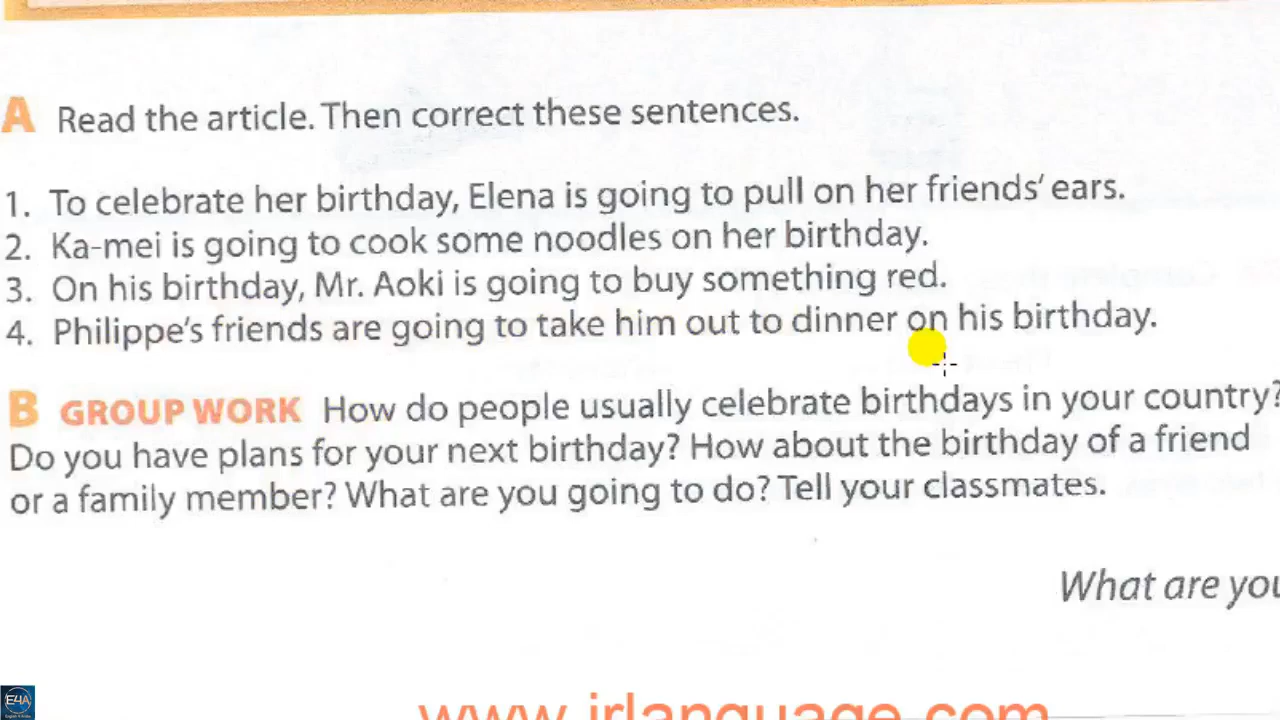 A Read the article. Then correct these sentences.
1. To celebrate her birthday, Elena is going to pull on her friends' ears.
2. Ka-mei is going to cook some noodles on her birthday.
3. On his birthday, Mr. Aoki is going to buy something red.
4. Philippe's friends are going to take him out to dinner on his birthday.
B GROUP WORK How do people usually celebrate birthdays in your country?
Do you have plans for your next birthday? How about the birthday of a friend
or a family member? What are you going to do? Tell your classmates.
What are you
E4A
www.irlanguage.com